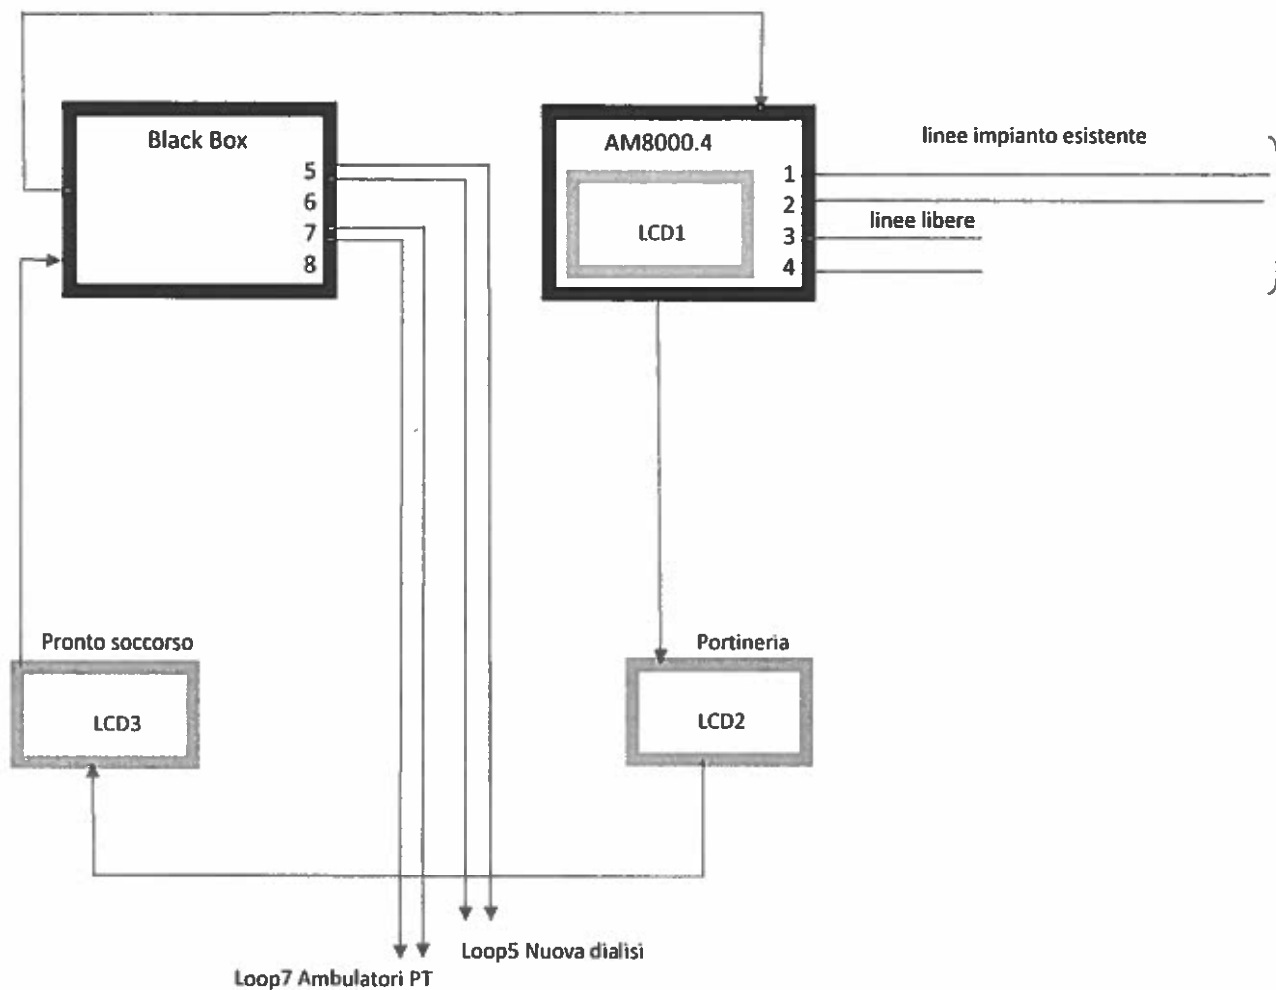 Black Box
5
6
7
8
AM8000.4
LCD1
1
2
3
4
linee impianto esistente
linee libere
Pronto soccorso
LCD3
Portineria
LCD2
Loop5 Nuova dialisi
Loop7 Ambulatori PT